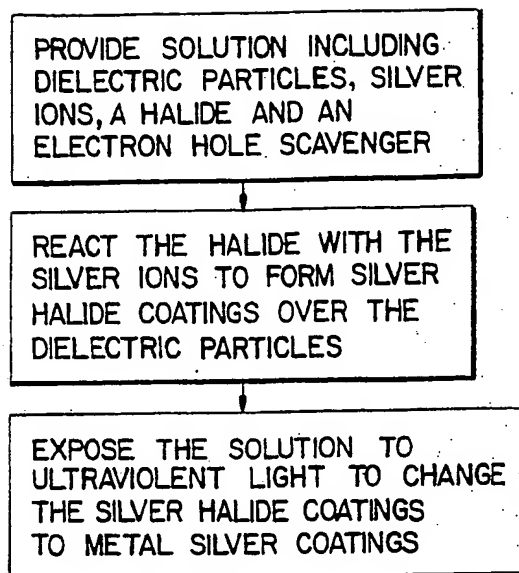 PROVIDE SOLUTION INCLUDING
DIELECTRIC PARTICLES, SILVER
IONS, A HALIDE AND AN
ELECTRON HOLE SCAVENGER
REACT THE HALIDE WITH THE
SILVER IONS TO FORM SILVER
HALIDE COATINGS OVER THE
DIELECTRIC PARTICLES
EXPOSE THE SOLUTION TO
ULTRAVIOLENT LIGHT TO CHANGE
THE SILVER HALIDE COATINGS
TO METAL SILVER COATINGS